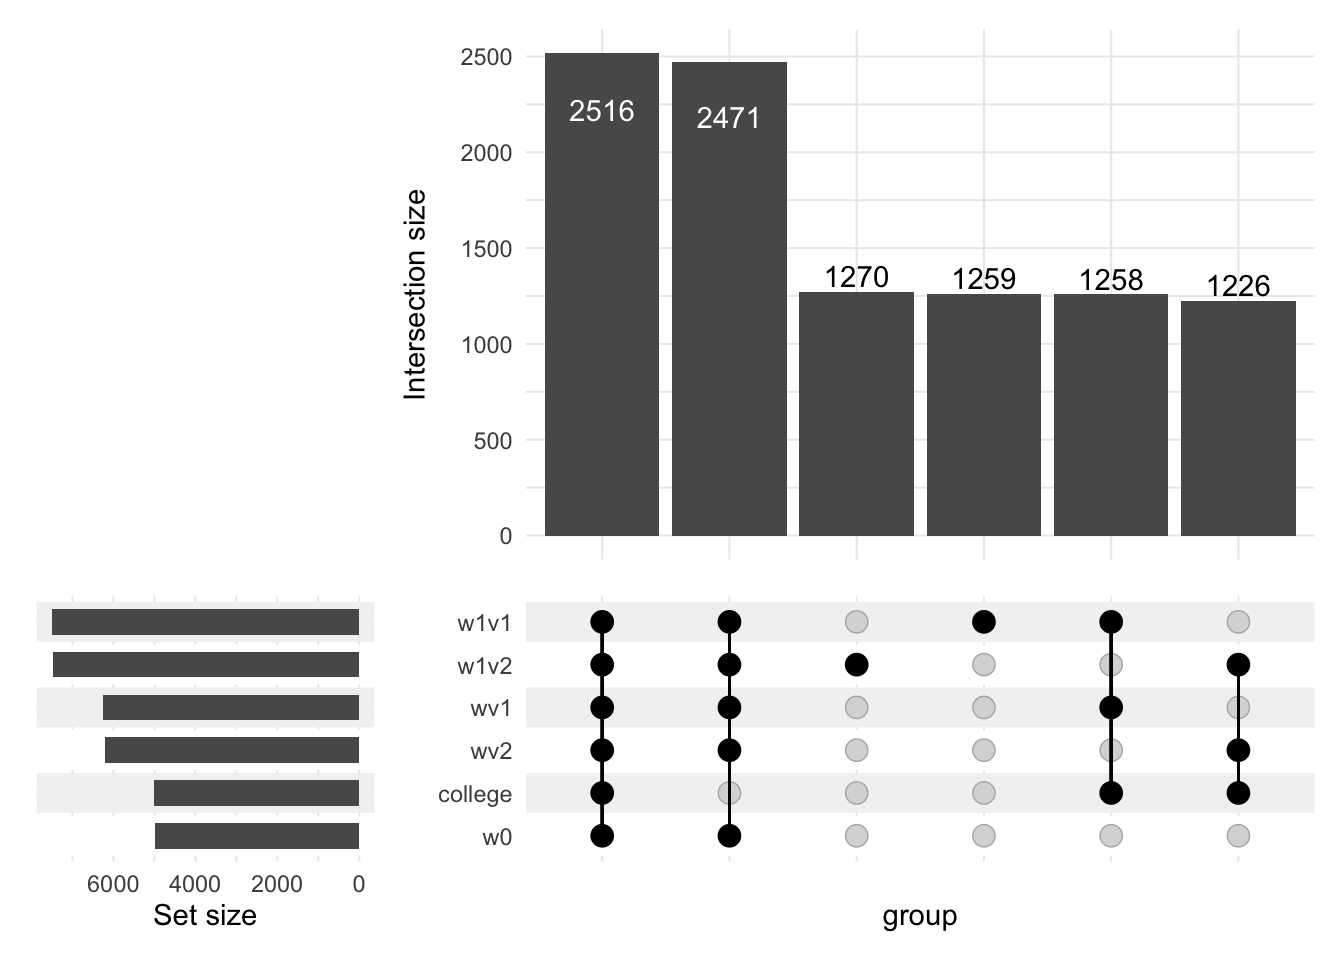 2500
2000
1500
1000
500
0
Intersection size
2516
2471
1270
1259
1258
1226
w1v1
w1v2
wv1
wv2
college
w0
6000 4000 2000 0
Set size
group